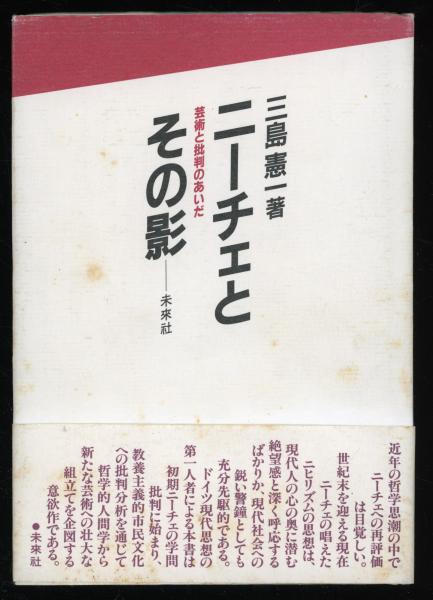 三島憲一著
ニーチェと
その影
芸術と批判のあいだ
——未來社
近年の哲学思潮の中で
ニーチェへの再評価
は目覚しい。
世紀末を迎える現在
ニーチェの唱えた
ニヒリズムの思想は、
現代人の心の奥に潜む
絶望感と深く呼応する
ばかりか、現代社会への
鋭い警鐘としても
充分先駆的である。
ドイツ現代思想の
第一人者による本書は
初期ニーチェの学問
批判に始まり、
教養主義的市民文化
への批判分析を通じて
哲学的人間学から
新たな芸術への壮大な
組立てを企図する
意欲作である。
●未來社